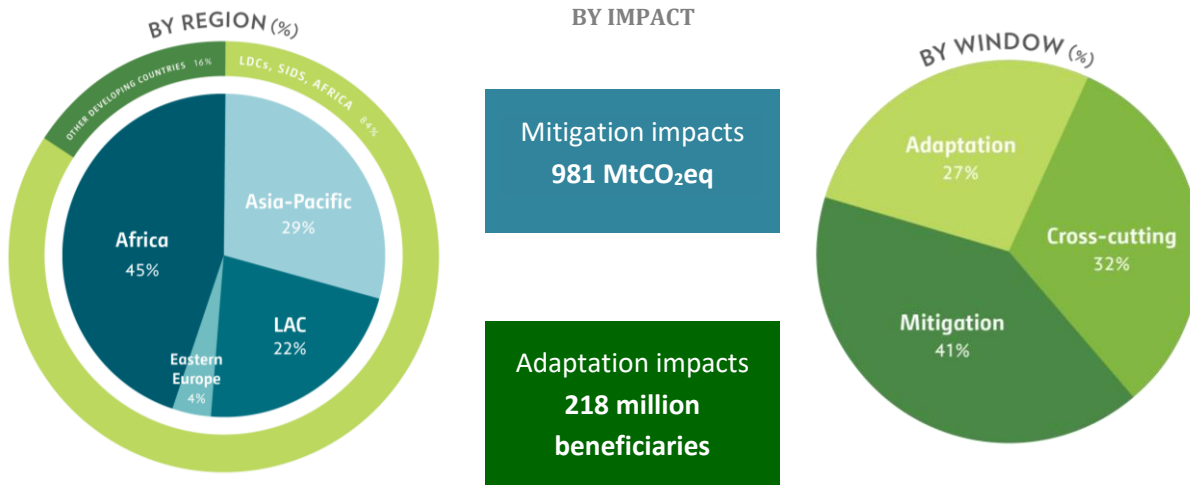 BY REGION (%)
OTHER DEVELOPING COUNTRIES 16%
LDCs, SIDS, AFRICA 84%
Asia-Pacific
29%
Africa
45%
LAC
22%
Eastern
Europe
4%
BY IMPACT
Mitigation impacts
981 MtCO₂eq
Adaptation impacts
218 million
beneficiaries
BY WINDOW (%)
Adaptation
27%
Cross-cutting
32%
Mitigation
41%